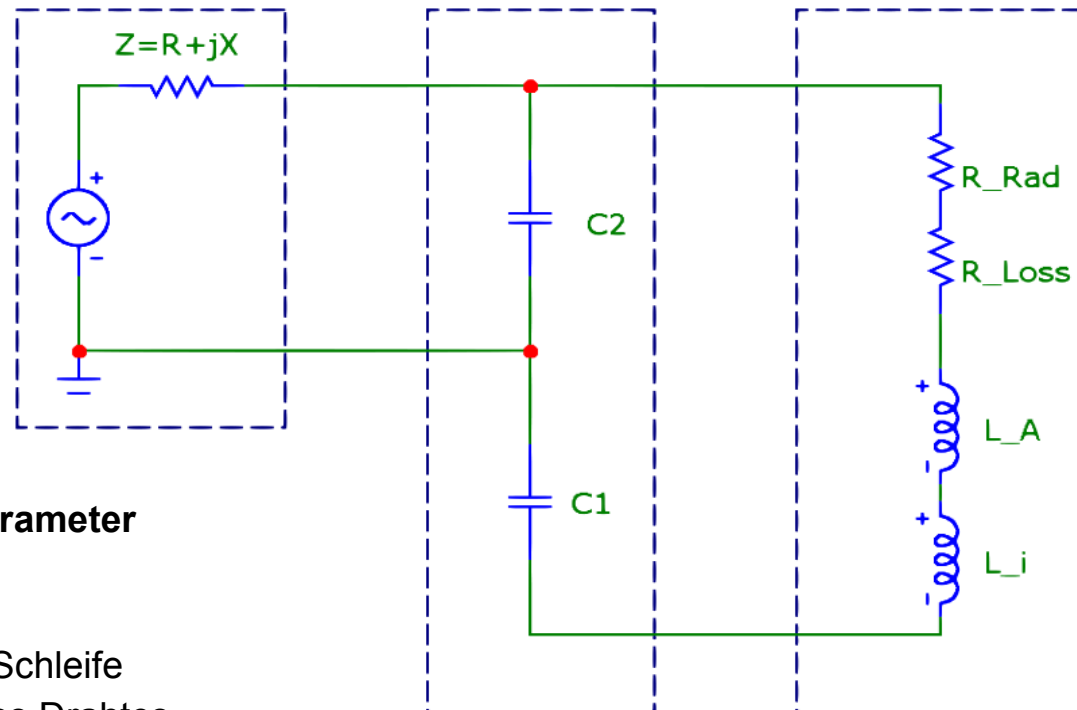 Z=R+jX
+
-
C2
R_Rad
R_Loss
+
L_A
-
C1
+
L_i
-
rameter
Schleife